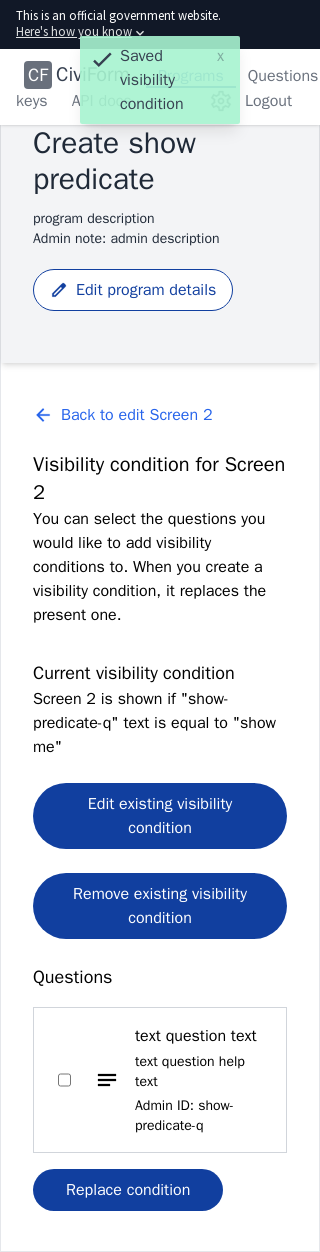 This is an official government website.
Here's how you know
Saved visibility condition
x
CF CiviForm Programs Questions
keys API docs Logout
Create show
predicate
program description
Admin note: admin description
Edit program details
Back to edit Screen 2
Visibility condition for Screen
2
You can select the questions you
would like to add visibility
conditions to. When you create a
visibility condition, it replaces the
present one.
Current visibility condition
Screen 2 is shown if "show-
predicate-q" text is equal to "show
me"
Edit existing visibility
condition
Remove existing visibility
condition
Questions
text question text
text question help
text
Admin ID: show-
predicate-q
Replace condition